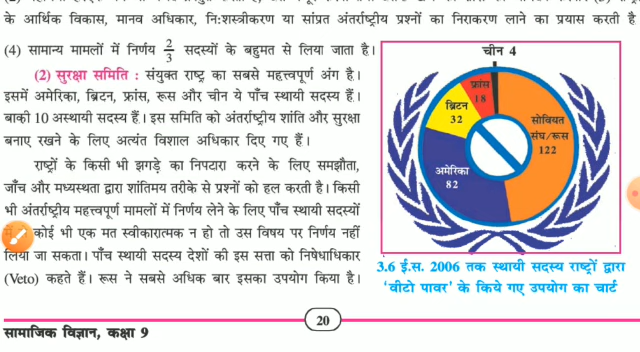 के आर्थिक विकास, मानव अधिकार, नि:शस्त्रीकरण या सांप्रत अंतर्राष्ट्रीय प्रश्नों का निराकरण लाने का प्रयास करती है
(4) सामान्य मामलों में निर्णय 2/3 सदस्यों के बहुमत से लिया जाता है।
(2) सुरक्षा समिति : संयुक्त राष्ट्र का सबसे महत्त्वपूर्ण अंग है।
इसमें अमेरिका, ब्रिटन, फ्रांस, रूस और चीन ये पाँच स्थायी सदस्य हैं।
बाकी 10 अस्थायी सदस्य हैं। इस समिति को अंतर्राष्ट्रीय शांति और सुरक्षा
बनाए रखने के लिए अत्यंत विशाल अधिकार दिए गए हैं।
राष्ट्रों के किसी भी झगड़े का निपटारा करने के लिए समझौता,
जाँच और मध्यस्थता द्वारा शांतिमय तरीके से प्रश्नों को हल करती है। किसी
भी अंतर्राष्ट्रीय महत्त्वपूर्ण मामलों में निर्णय लेने के लिए पाँच स्थायी सदस्यों
कोई भी एक मत स्वीकारात्मक न हो तो उस विषय पर निर्णय नहीं
लिया जा सकता। पाँच स्थायी सदस्य देशों की इस सत्ता को निषेधाधिकार
(Veto) कहते हैं। रूस ने सबसे अधिक बार इसका उपयोग किया है।
चीन 4
फ्रांस
18
ब्रिटन
32
सोवियत
संघ/रूस
122
अमेरिका
82
3.6 ई.स. 2006 तक स्थायी सदस्य राष्ट्रों द्वारा
'वीटो पावर' के किये गए उपयोग का चार्ट
20
सामाजिक विज्ञान, कक्षा 9